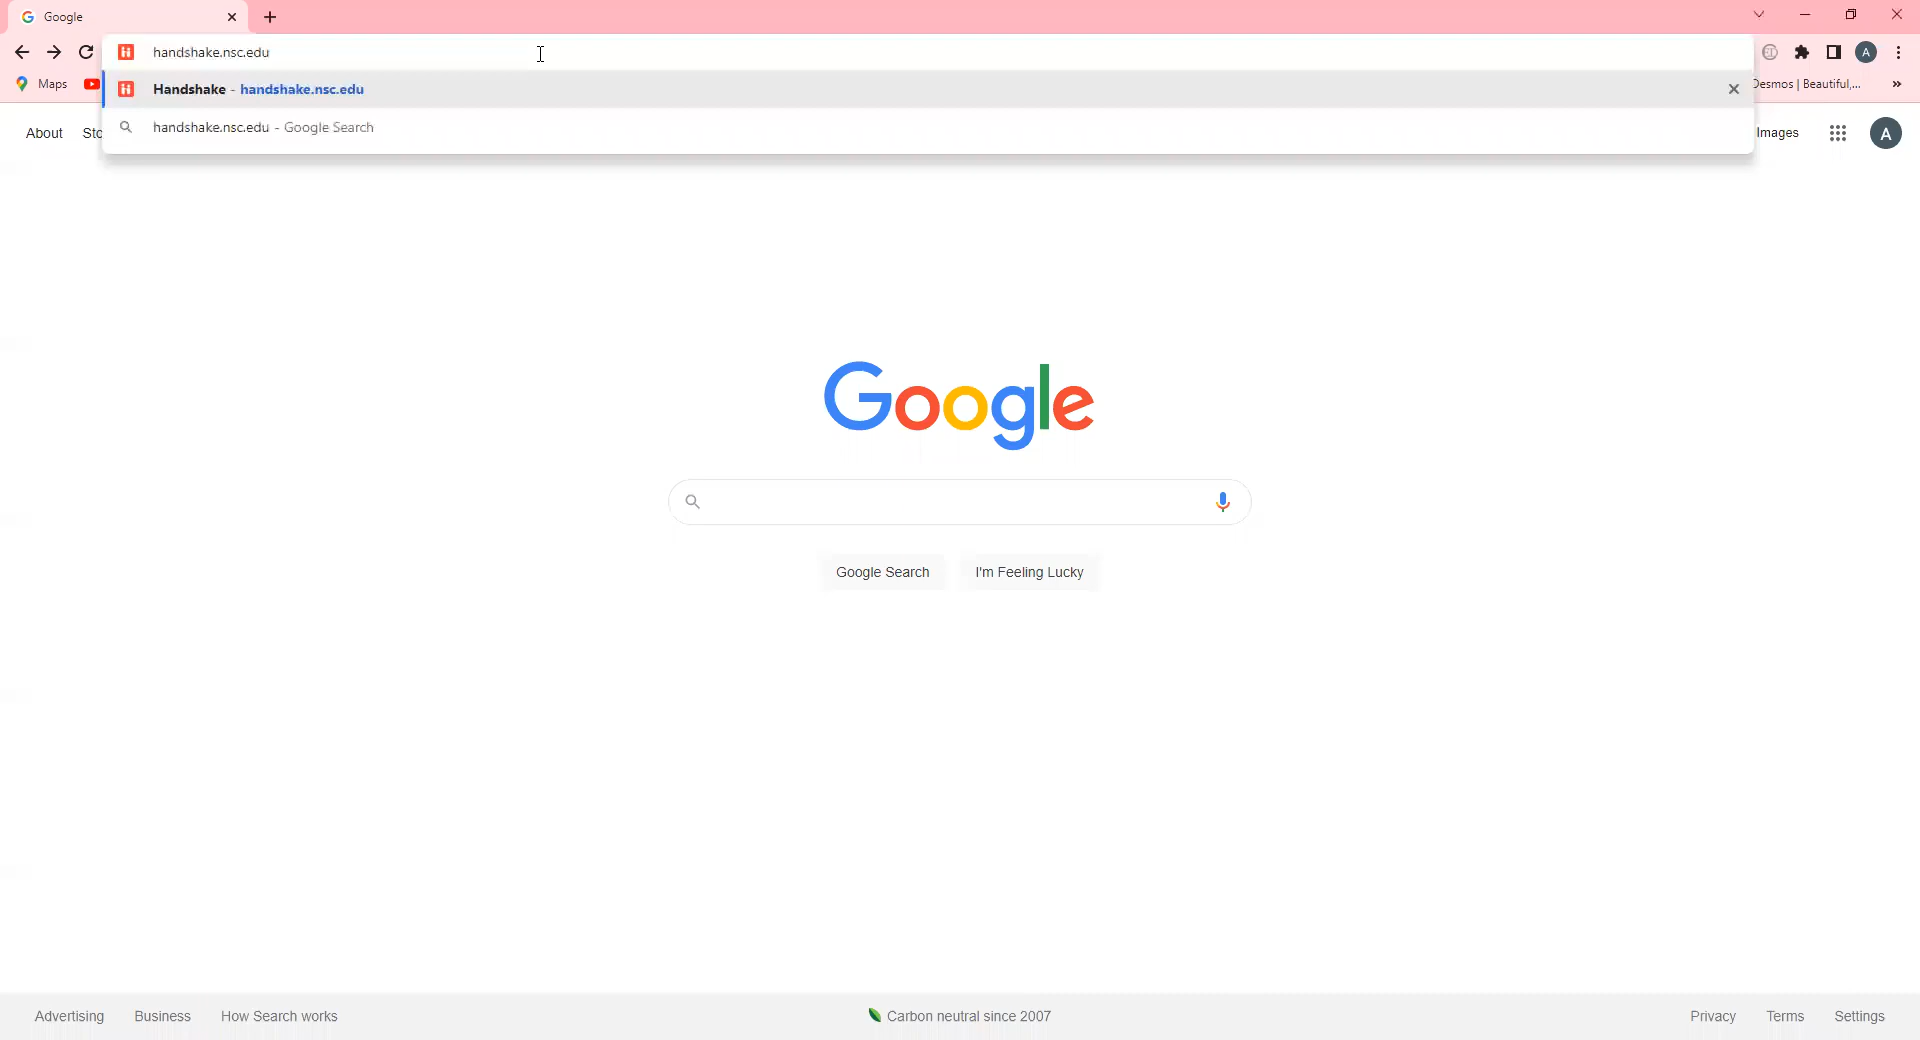 Google
handshake.nsc.edu
Maps
Handshake - handshake.nsc.edu
Desmos | Beautiful,...
handshake.nsc.edu - Google Search
About
Sto
Images
A
A
Google
Google Search
I'm Feeling Lucky
Advertising
Business
How Search works
Carbon neutral since 2007
Privacy
Terms
Settings